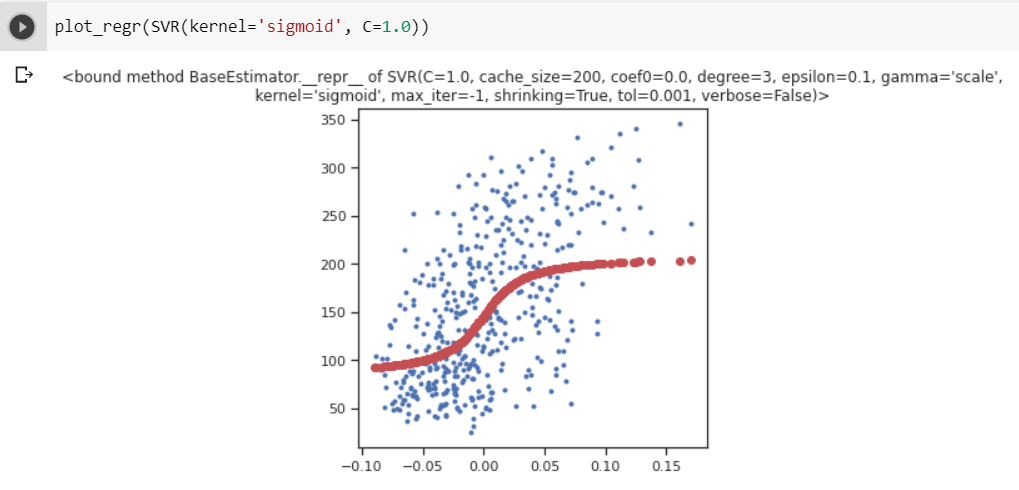 plot_regr(SVR(kernel='sigmoid', C=1.0))
<bound method BaseEstimator.__repr__ of SVR(C=1.0, cache_size=200, coef0=0.0, degree=3, epsilon=0.1, gamma='scale',
kernel='sigmoid', max_iter=-1, shrinking=True, tol=0.001, verbose=False)>
350
300
250
200
150
100
50
−0.10 −0.05 0.00 0.05 0.10 0.15